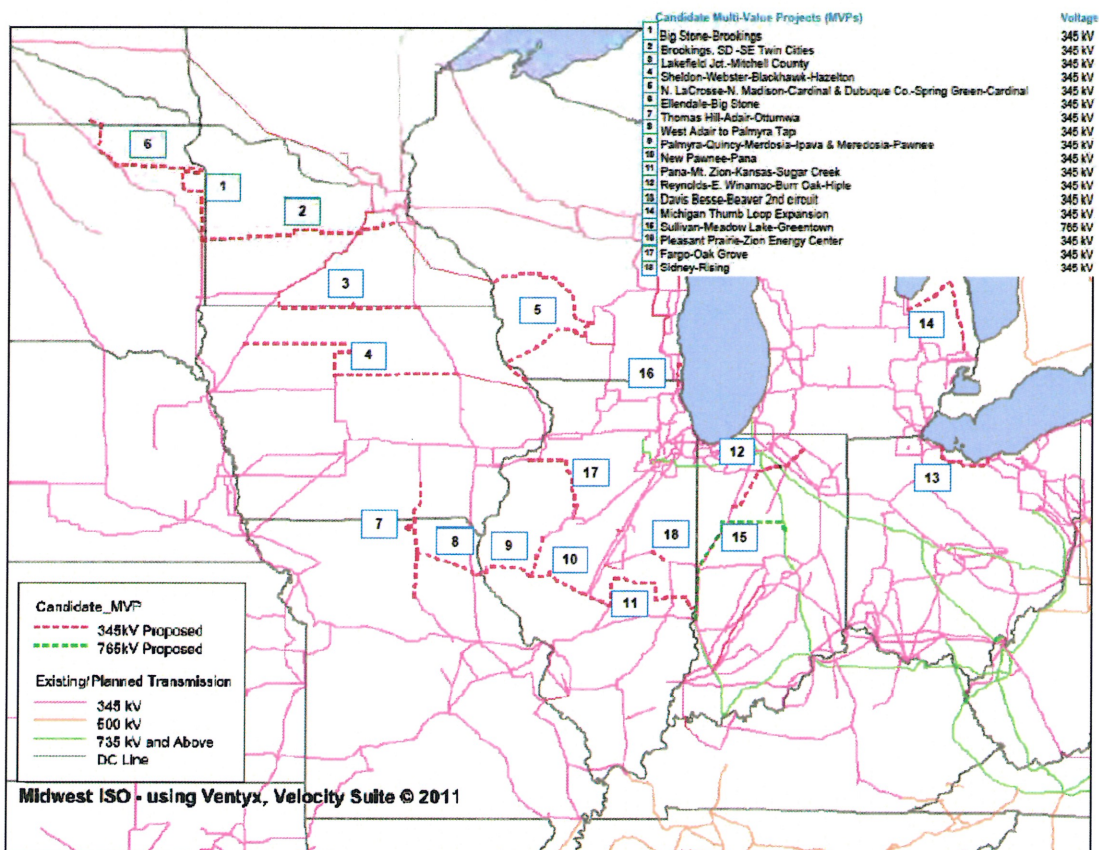 Candidate Multi-Value Projects (MVPs) Voltage
1 Big Stone-Brookings 345 kV
2 Brookings, SD -SE Twin Cities 345 kV
3 Lakefield Jct.-Mitchell County 345 kV
4 Sheldon-Webster-Blackhawk-Hazelton 345 kV
5 N. LaCrosse-N. Madison-Cardinal & Dubuque Co.-Spring Green-Cardinal 345 kV
6 Ellendale-Big Stone 345 kV
7 Thomas Hill-Adair-Ottumwa 345 kV
8 West Adair to Palmyra Tap 345 kV
9 Palmyra-Quincy-Merdosia-Ipava & Meredosia-Pawnee 345 kV
10 New Pawnee-Pana 345 kV
11 Pana-Mt. Zion-Kansas-Sugar Creek 345 kV
12 Reynolds-E. Winamac-Burr Oak-Hiple 345 kV
13 Davis Besse-Beaver 2nd circuit 345 kV
14 Michigan Thumb Loop Expansion 345 kV
15 Sullivan-Meadow Lake-Greentown 765 kV
16 Pleasant Prairie-Zion Energy Center 345 kV
17 Fargo-Oak Grove 345 kV
18 Sidney-Rising 345 kV
6
1
2
3
5
14
4
16
12
17
13
7
8
9
10
18
15
11
Candidate_MVP
345kV Proposed
765kV Proposed
Existing/Planned Transmission
345 kV
500 kV
735 kV and Above
DC Line
Midwest ISO - using Ventyx, Velocity Suite © 2011